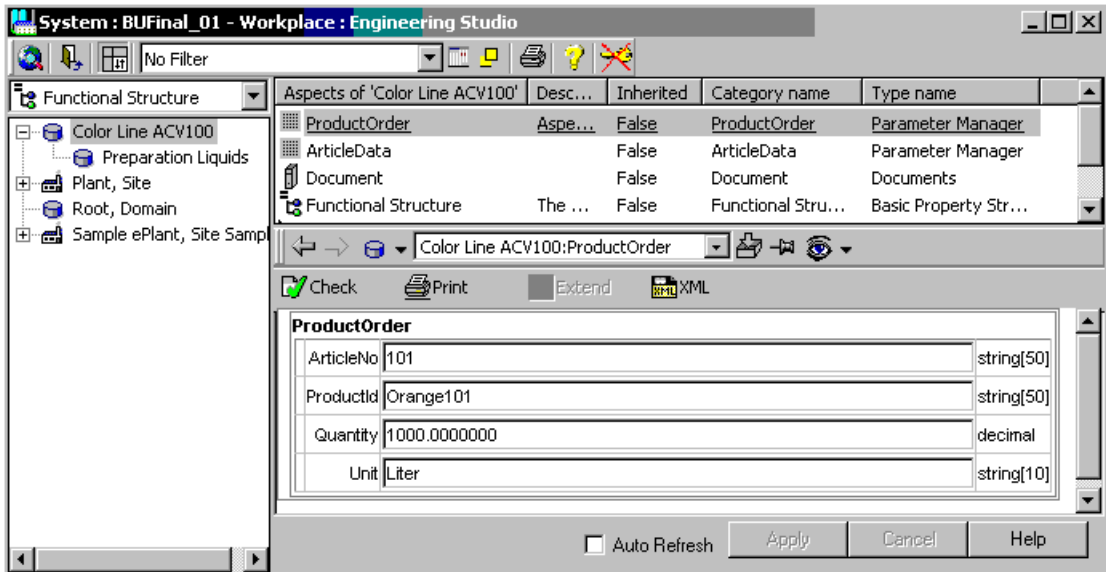 System : BUFinal_01 - Workplace : Engineering Studio
No Filter
Functional Structure
Color Line ACV100
Preparation Liquids
Plant, Site
Root, Domain
Sample ePlant, Site Sampl
Aspects of 'Color Line ACV100' Desc... Inherited Category name Type name
ProductOrder Aspe... False ProductOrder Parameter Manager
ArticleData False ArticleData Parameter Manager
Document False Document Documents
Functional Structure The ... False Functional Stru... Basic Property Str...
Color Line ACV100:ProductOrder
Check Print Extend XML XML
ProductOrder
ArticleNo 101 string[50]
ProductId Orange101 string[50]
Quantity 1000.0000000 decimal
Unit Liter string[10]
Auto Refresh Apply Cancel Help